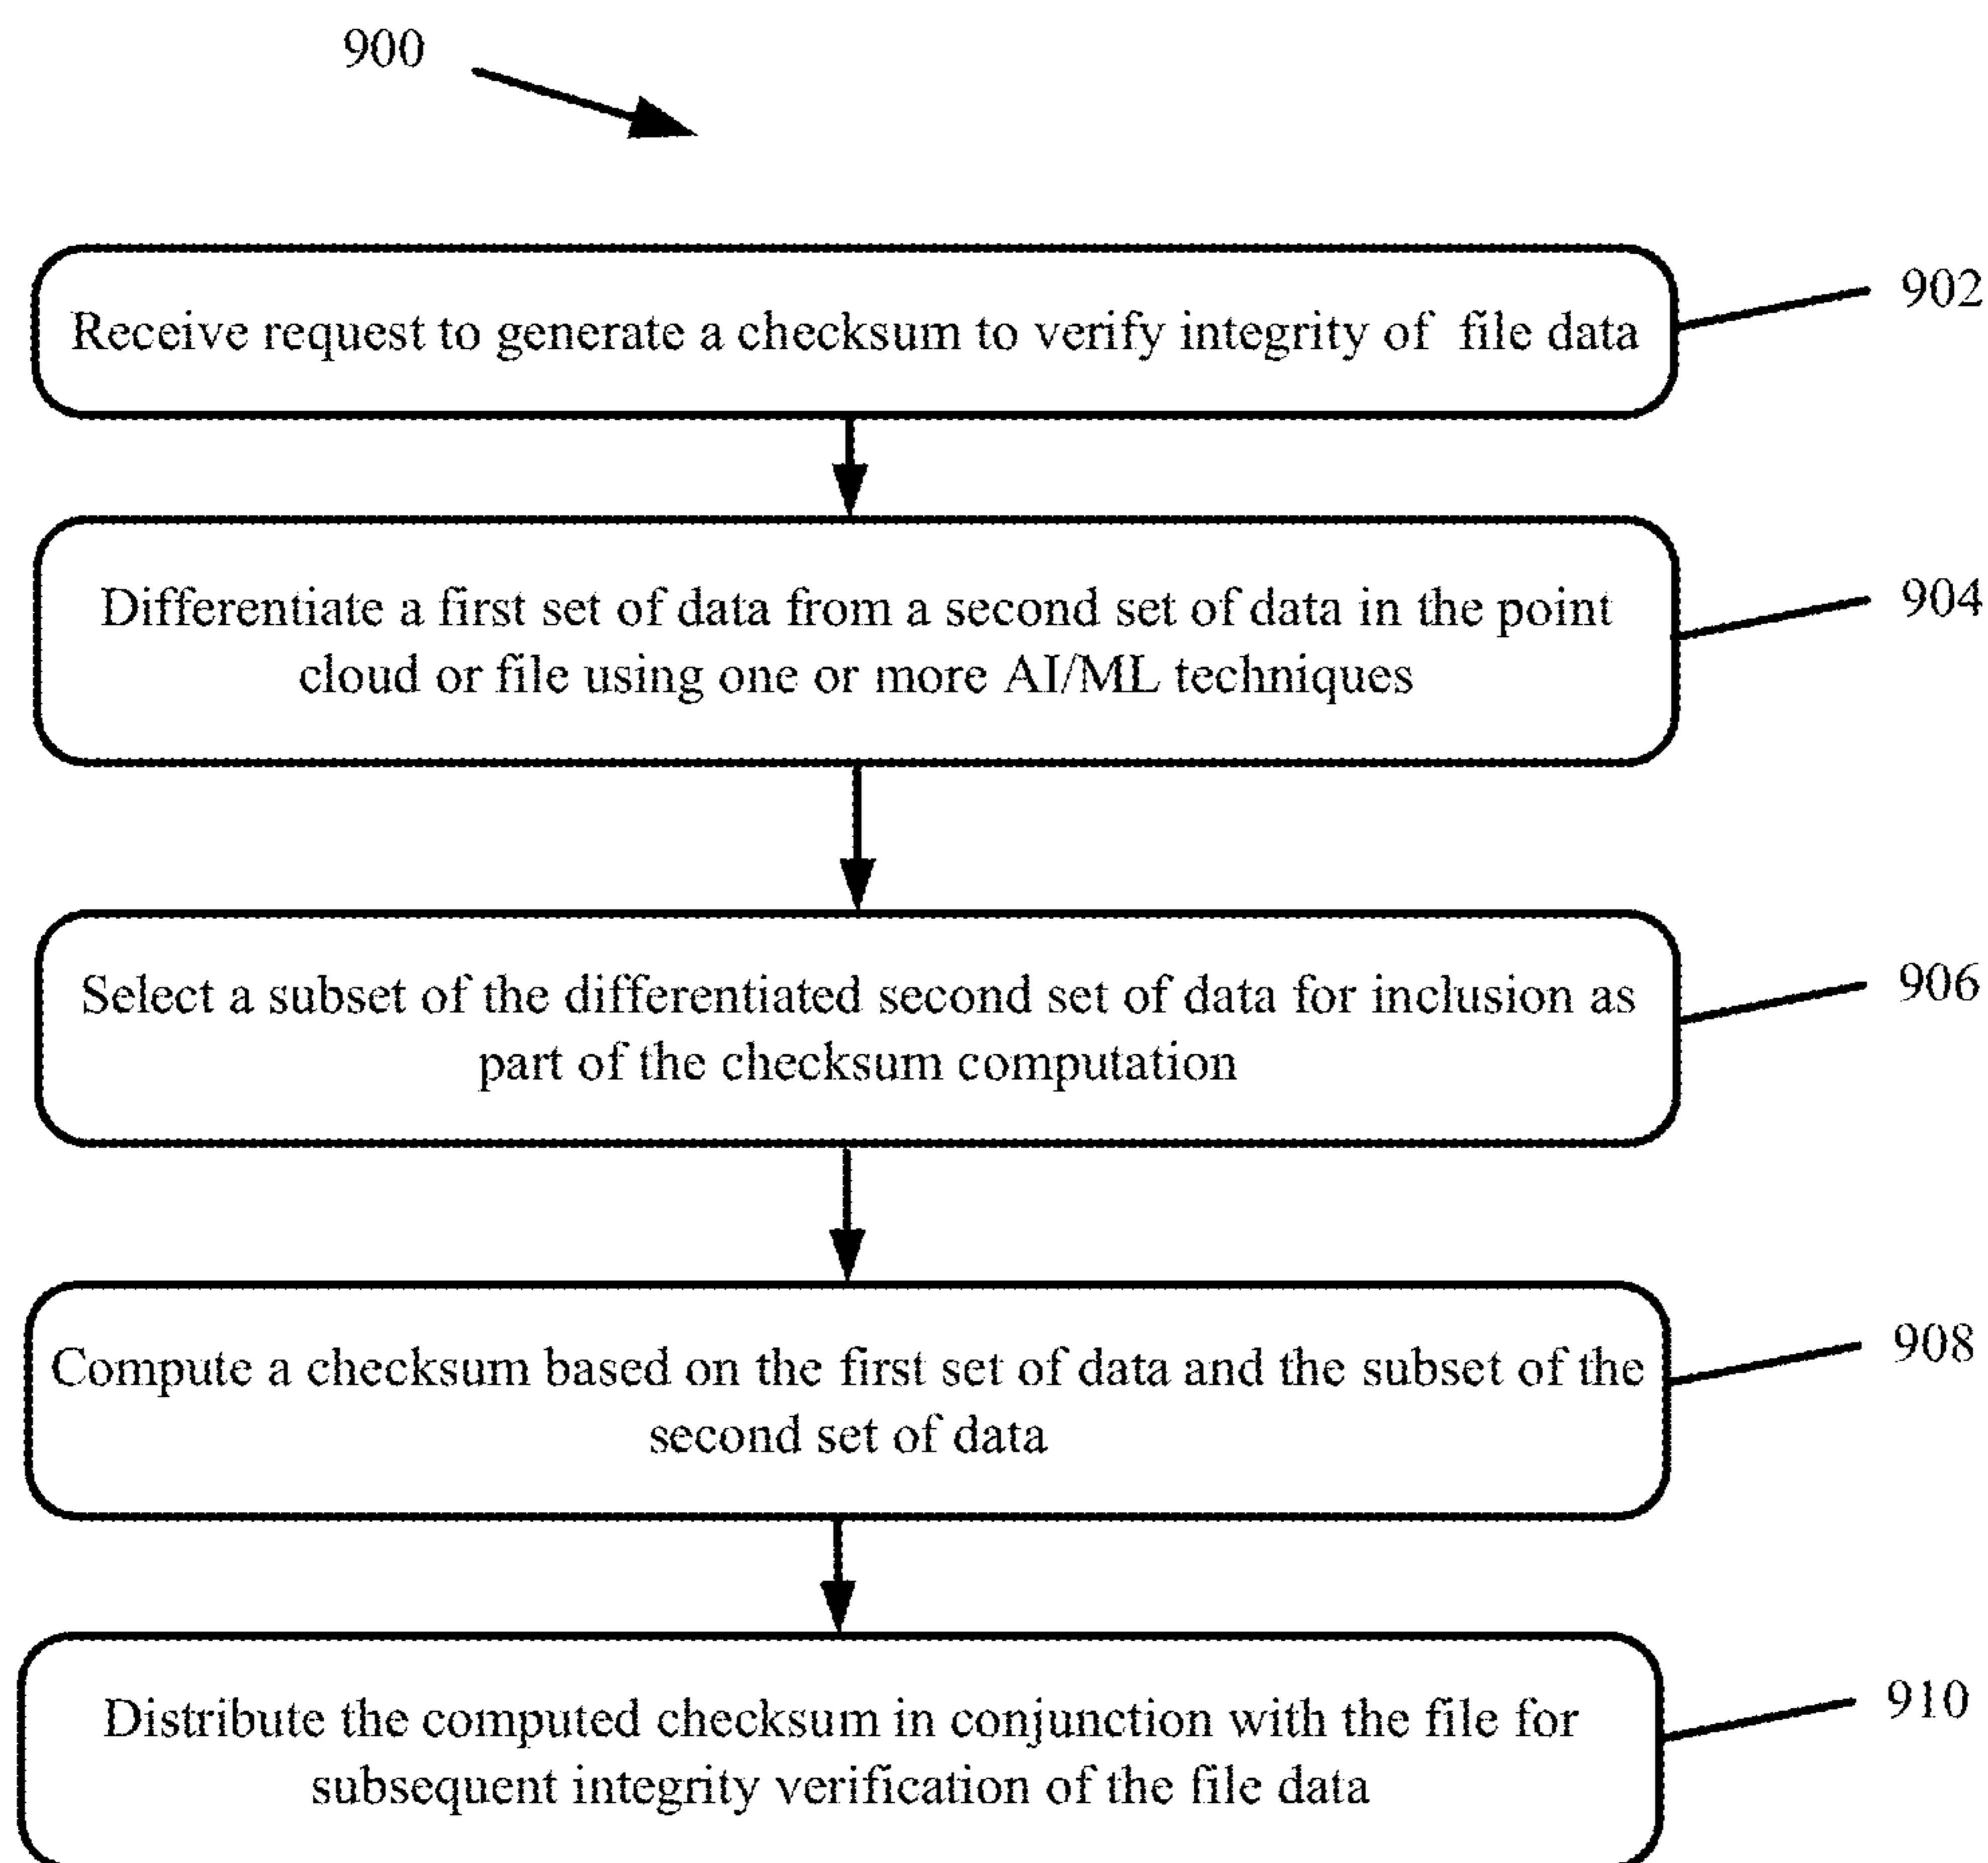 900
Receive request to generate a checksum to verify integrity of file data
902
Differentiate a first set of data from a second set of data in the point
cloud or file using one or more AI/ML techniques
904
Select a subset of the differentiated second set of data for inclusion as
part of the checksum computation
906
Compute a checksum based on the first set of data and the subset of the
second set of data
908
Distribute the computed checksum in conjunction with the file for
subsequent integrity verification of the file data
910